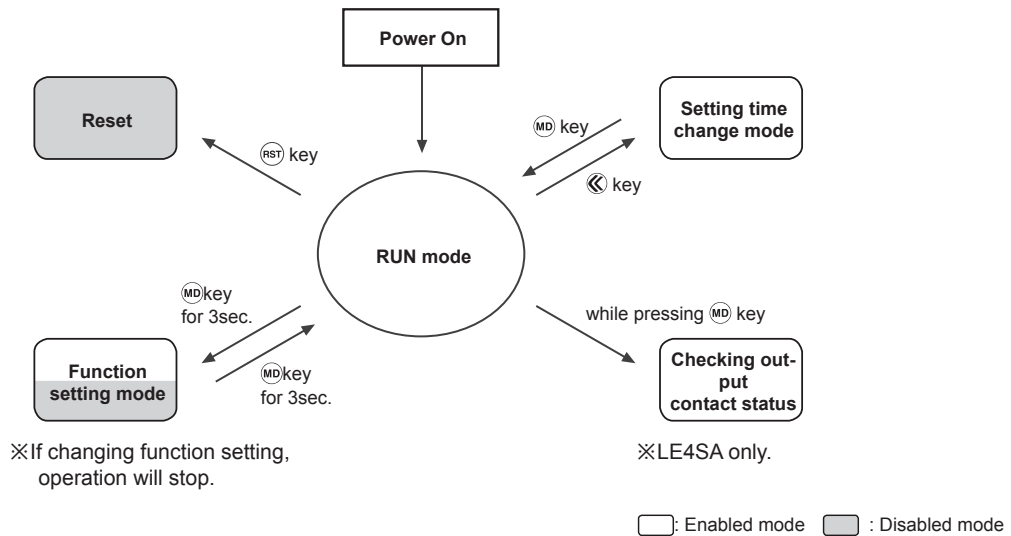 Power On
Reset
Setting time
change mode
MD key
RST key
« key
RUN mode
MDkey
for 3sec.
while pressing MD key
Function
setting mode
MDkey
for 3sec.
Checking out-
put
contact status
※If changing function setting,
operation will stop.
※LE4SA only.
: Enabled mode : Disabled mode